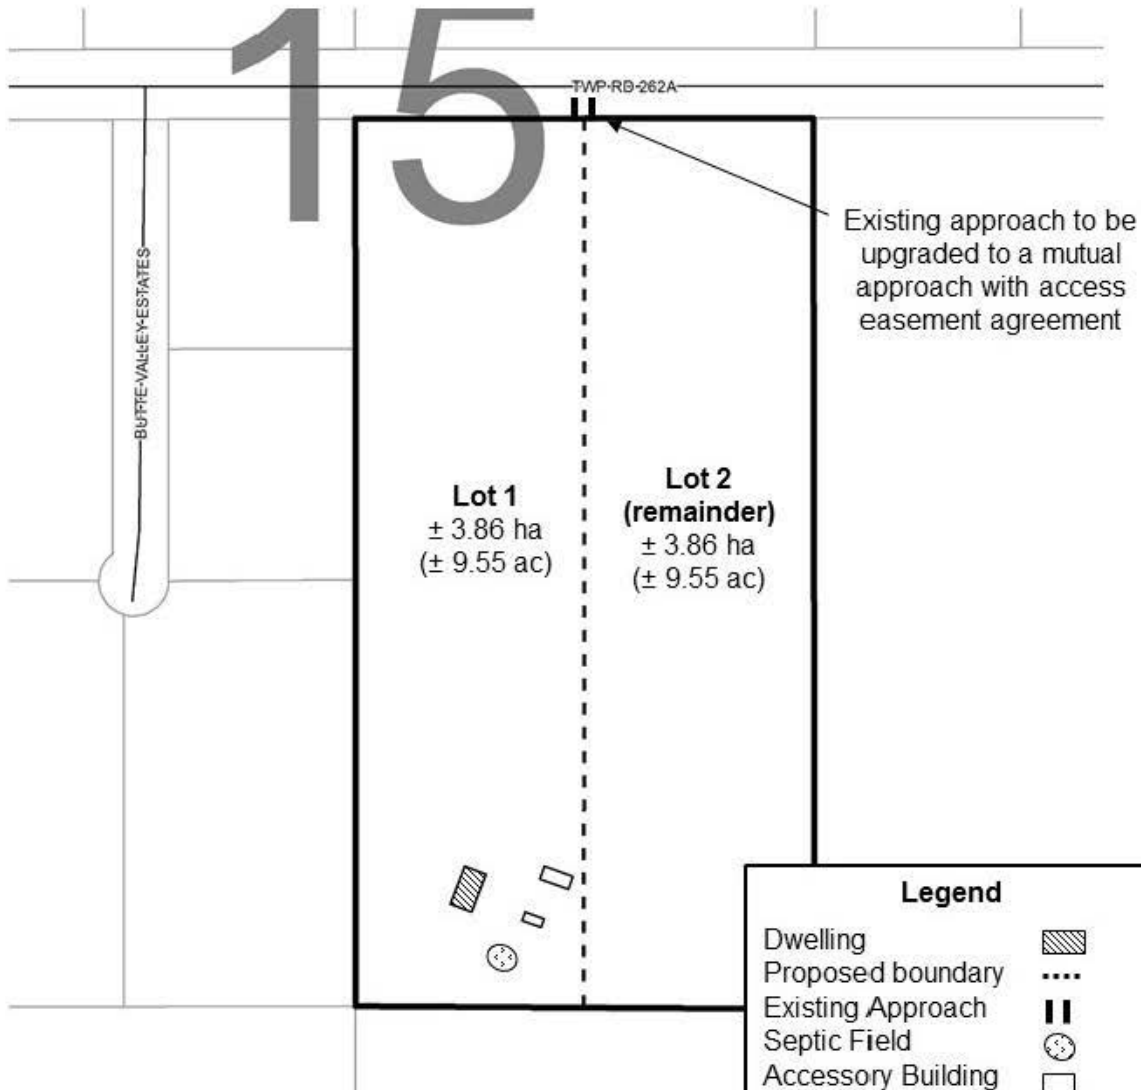 15
TWP RD 262A
BUTTE VALLEY ESTATES
Existing approach to be
upgraded to a mutual
approach with access
easement agreement
Lot 1
± 3.86 ha
(± 9.55 ac)
Lot 2
(remainder)
± 3.86 ha
(± 9.55 ac)
Legend
Dwelling
Proposed boundary
Existing Approach
Septic Field
Accessory Building